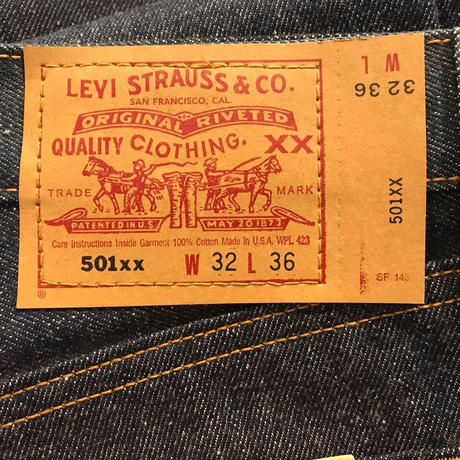 LEVI STRAUSS & CO.
SAN FRANCISCO, CAL.
ORIGINAL RIVETED
QUALITY CLOTHING. XX
TRADE MARK
PATENTED IN U.S. MAY 20 1873
Care Instructions Inside Garment 100% Cotton Made In U.S.A. WPL 423
501xx W 32 L 36
®
W L
32 36
501XX
SF 143